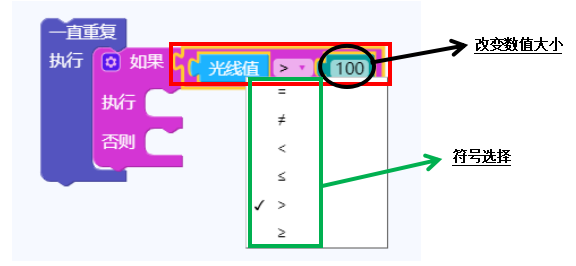 一直重复
执行 如果 光线值 > 100
改变数值大小
执行
否则
=
≠
<
≤
✓ >
≥
符号选择